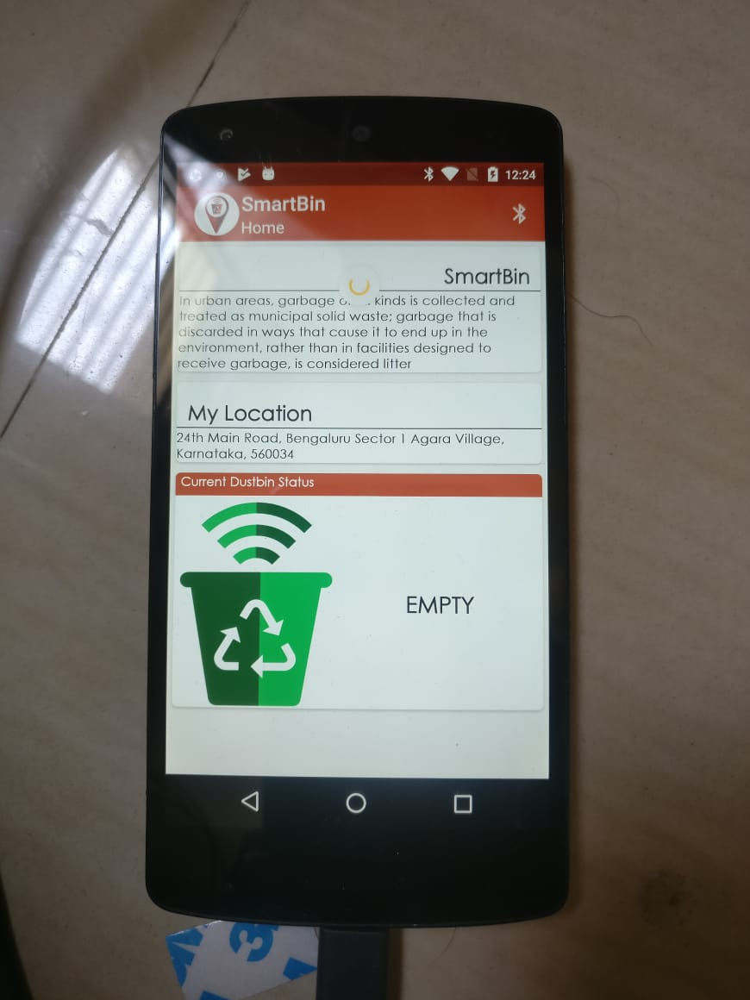 12:24
SmartBin
Home
SmartBin
In urban areas, garbage kinds is collected and
treated as municipal solid waste; garbage that is
discarded in ways that cause it to end up in the
environment, rather than in facilities designed to
receive garbage, is considered litter
My Location
24th Main Road, Bengaluru Sector 1 Agara Village,
Karnataka, 560034
Current Dustbin Status
EMPTY
3